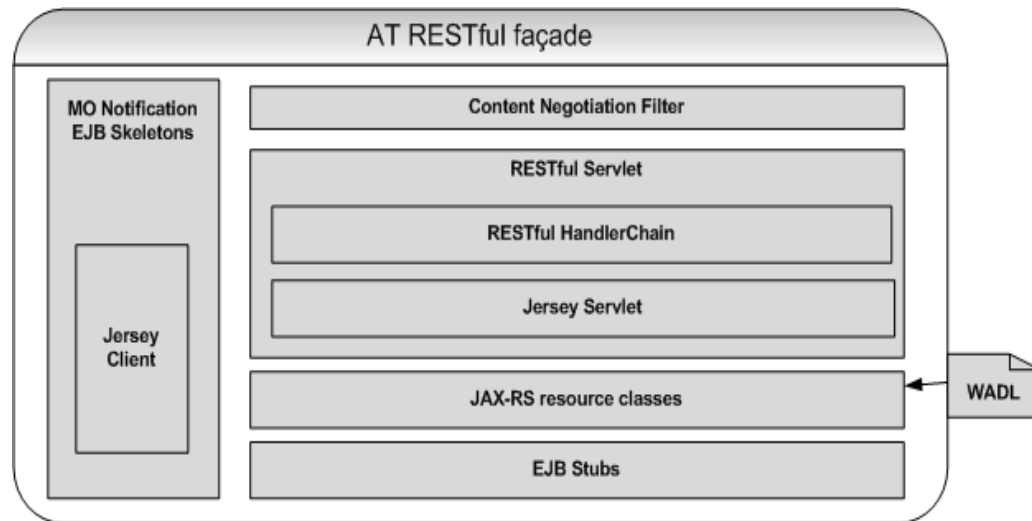 AT RESTful façade
MO Notification
EJB Skeletons
Jersey
Client
Content Negotiation Filter
RESTful Servlet
RESTful HandlerChain
Jersey Servlet
JAX-RS resource classes
WADL
EJB Stubs